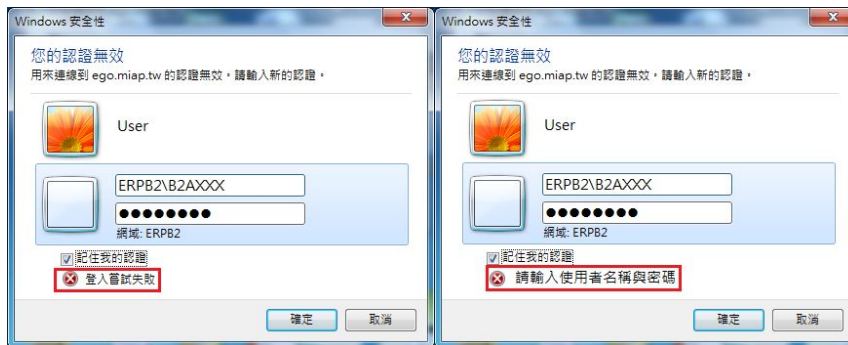 Windows 安全性
您的認證無效
用來連線到 ego.miap.tw 的認證無效，請輸入新的認證。
User
ERPB2\B2AXXX
●●●●●●●●
網域: ERPB2
記住我的認證
登入嘗試失敗
確定
取消
Windows 安全性
您的認證無效
用來連線到 ego.miap.tw 的認證無效，請輸入新的認證。
User
ERPB2\B2AXXX
●●●●●●●●
網域: ERPB2
記住我的認證
請輸入使用者名稱與密碼
確定
取消